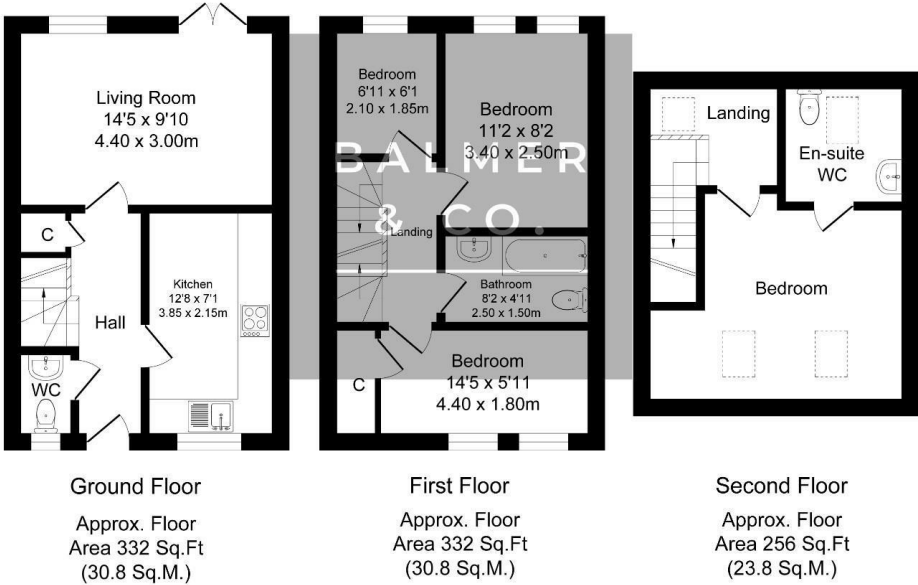 Living Room
14'5 x 9'10
4.40 x 3.00m
C
Kitchen
12'8 x 7'1
3.85 x 2.15m
Hall
WC
Ground Floor
Approx. Floor
Area 332 Sq.Ft
(30.8 Sq.M.)
Bedroom
6'11 x 6'1
2.10 x 1.85m
Bedroom
11'2 x 8'2
3.40 x 2.50m
BALMER
& CO.
Landing
Bathroom
8'2 x 4'11
2.50 x 1.50m
Bedroom
14'5 x 5'11
4.40 x 1.80m
C
First Floor
Approx. Floor
Area 332 Sq.Ft
(30.8 Sq.M.)
Landing
En-suite
WC
Bedroom
Second Floor
Approx. Floor
Area 256 Sq.Ft
(23.8 Sq.M.)